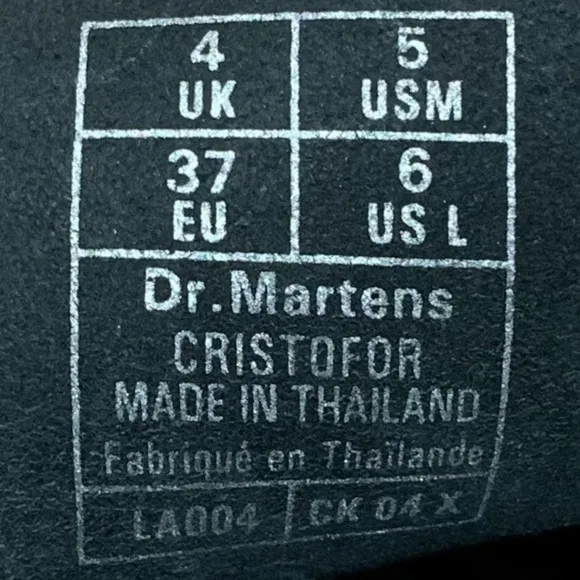 4 5
UK USM
37 6
EU US L
Dr.Martens
CRISTOFOR
MADE IN THAILAND
Fabriqué en Thaïlande
LA004 CK 04 X